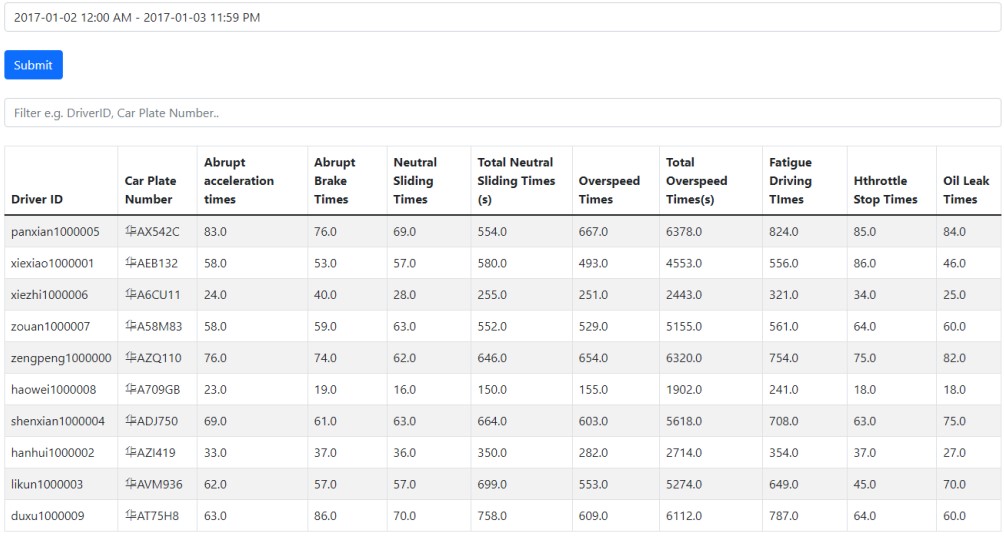 2017-01-02 12:00 AM - 2017-01-03 11:59 PM
Submit
Filter e.g. DriverID, Car Plate Number..
Driver ID Car Plate Number Abrupt acceleration times Abrupt Brake Times Neutral Sliding Times Total Neutral Sliding Times (s) Overspeed Times Total Overspeed Times(s) Fatigue Driving TImes Hthrottle Stop Times Oil Leak Times
panxian1000005 华AX542C 83.0 76.0 69.0 554.0 667.0 6378.0 824.0 85.0 84.0
xiexiao1000001 华AEB132 58.0 53.0 57.0 580.0 493.0 4553.0 556.0 86.0 46.0
xiezhi1000006 华A6CU11 24.0 40.0 28.0 255.0 251.0 2443.0 321.0 34.0 25.0
zouan1000007 华A58M83 58.0 59.0 63.0 552.0 529.0 5155.0 561.0 64.0 60.0
zengpeng1000000 华AZQ110 76.0 74.0 62.0 646.0 654.0 6320.0 754.0 75.0 82.0
haowei1000008 华A709GB 23.0 19.0 16.0 150.0 155.0 1902.0 241.0 18.0 18.0
shenxian1000004 华ADJ750 69.0 61.0 63.0 664.0 603.0 5618.0 708.0 63.0 75.0
hanhui1000002 华AZI419 33.0 37.0 36.0 350.0 282.0 2714.0 354.0 37.0 27.0
likun1000003 华AVM936 62.0 57.0 57.0 699.0 553.0 5274.0 649.0 45.0 70.0
duxu1000009 华AT75H8 63.0 86.0 70.0 758.0 609.0 6112.0 787.0 64.0 60.0